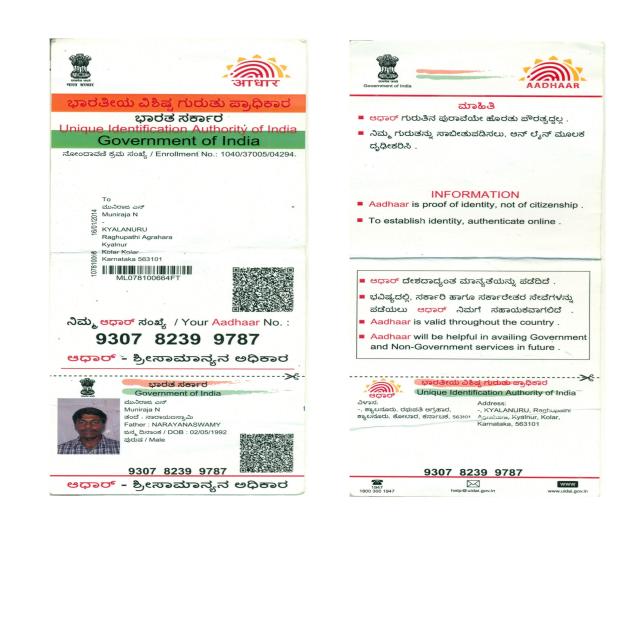 भारत सरकार
आधार
ಭಾರತೀಯ ವಿಶಿಷ್ಟ ಗುರುತು ಪ್ರಾಧಿಕಾರ
ಭಾರತ ಸರ್ಕಾರ
Unique Identification Authority of India
Government of India
ನೋಂದಾವಣೆ ಕ್ರಮ ಸಂಖ್ಯೆ / Enrollment No.: 1040/37005/04294.
To
ಮುನಿರಾಜ ಎನ್
Muniraja N
-
KYALANURU
Raghupathi Agrahara
Kyalnur
Kolar Kolar
Karnataka 563101
16/01/2014
ML078100664FT
ನಿಮ್ಮ ಆಧಾರ್ ಸಂಖ್ಯೆ / Your Aadhaar No. :
9307 8239 9787
ಆಧಾರ್ - ಶ್ರೀಸಾಮಾನ್ಯನ ಅಧಿಕಾರ
ಭಾರತ ಸರ್ಕಾರ
Government of India
ಮುನಿರಾಜ ಎನ್
Muniraja N
ತಂದೆ - ನಾರಾಯಣಸ್ವಾಮಿ
Father : NARAYANASWAMY
ಜನ್ಮ ದಿನಾಂಕ / DOB : 02/05/1992
ಪುರುಷ / Male
9307 8239 9787
ಆಧಾರ್ - ಶ್ರೀಸಾಮಾನ್ಯನ ಅಧಿಕಾರ
Government of India
AADHAAR
ಮಾಹಿತಿ
ಆಧಾರ್ ಗುರುತಿನ ಪುರಾವೆಯೇ ಹೊರತು ಪೌರತ್ವದ್ದಲ್ಲ .
ನಿಮ್ಮ ಗುರುತನ್ನು ಸಾಬೀತುಪಡಿಸಲು, ಆನ್ ಲೈನ್ ಮೂಲಕ
ದೃಢೀಕರಿಸಿ .
INFORMATION
Aadhaar is proof of identity, not of citizenship .
To establish identity, authenticate online .
ಆಧಾರ್ ದೇಶದಾದ್ಯಂತ ಮಾನ್ಯತೆಯನ್ನು ಪಡೆದಿದೆ .
ಭವಿಷ್ಯದಲ್ಲಿ, ಸರ್ಕಾರಿ ಹಾಗೂ ಸರ್ಕಾರೇತರ ಸೇವೆಗಳನ್ನು
ಪಡೆಯಲು ಆಧಾರ್ ನಿಮಗೆ ಸಹಾಯಕವಾಗಲಿದೆ .
Aadhaar is valid throughout the country .
Aadhaar will be helpful in availing Government
and Non-Government services in future .
ಭಾರತೀಯ ವಿಶಿಷ್ಟ ಗುರುತು ಪ್ರಾಧಿಕಾರ
Unique Identification Authority of India
ಆಧಾರ್
ವಿಳಾಸ:
-, ಕ್ಯಾಲನೂರು, ರಘುಪತಿ ಅಗ್ರಹಾರ,
ಕ್ಯಾಲನೂರು, ಕೋಲಾರ, ಕರ್ನಾಟಕ, 563101
Address:
-, KYALANURU, Raghupathi
Agrahara, Kyalnur, Kolar,
Karnataka, 563101
9307 8239 9787
1947
1800 300 1947
help@uidai.gov.in
WWW
www.uidai.gov.in